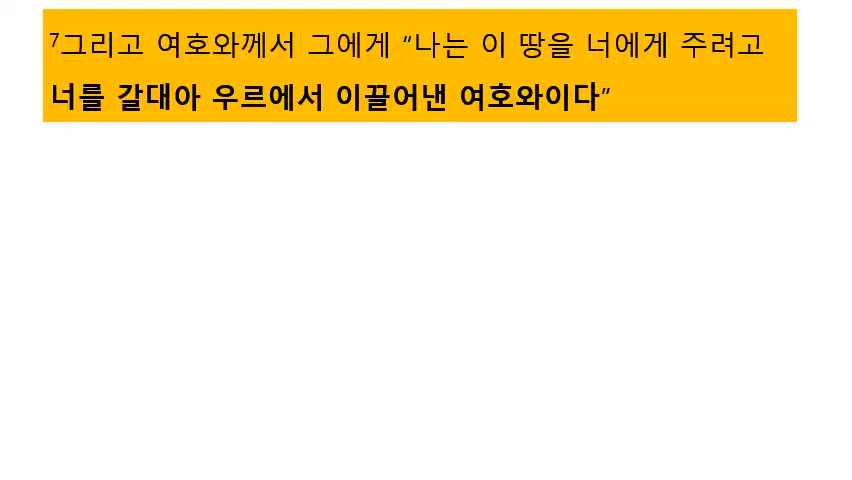 ⁷그리고 여호와께서 그에게 “나는 이 땅을 너에게 주려고
너를 갈대아 우르에서 이끌어낸 여호와이다”